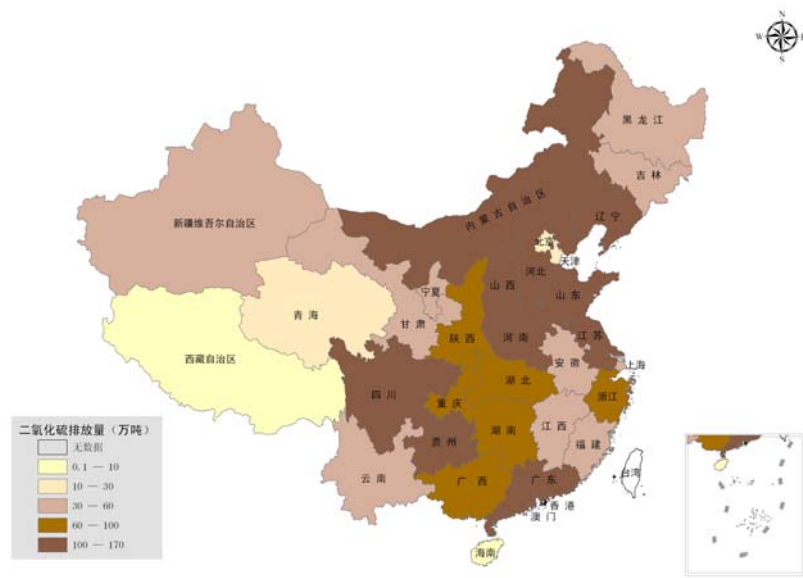 N
W
E
S
黑 龙 江
吉 林
辽 宁
内 蒙 古 自 治 区
新疆维吾尔自治区
北京
天津
河北
山 西
山 东
宁夏
青 海
甘 肃
陕 西
河 南
江 苏
西藏自治区
安 徽
上海
四 川
湖 北
重 庆
浙江
湖 南
江 西
贵 州
福 建
云 南
广 西
广 东
台湾
香 港
澳 门
海南
二氧化硫排放量（万吨）
无数据
0.1 — 10
10 — 30
30 — 60
60 — 100
100 — 170